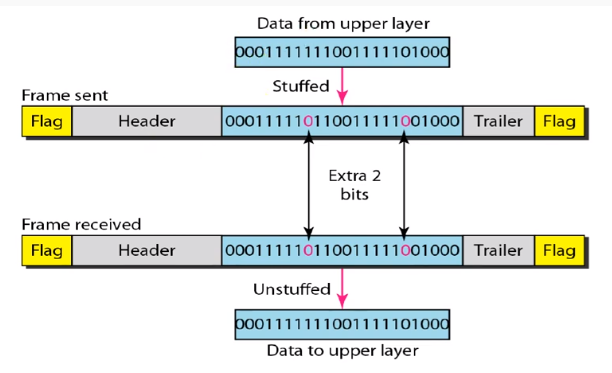 Data from upper layer
0001111111001111101000
Stuffed
Frame sent
Flag Header 000111110110011111001000 Trailer Flag
Extra 2
bits
Frame received
Flag Header 000111110110011111001000 Trailer Flag
Unstuffed
0001111111001111101000
Data to upper layer